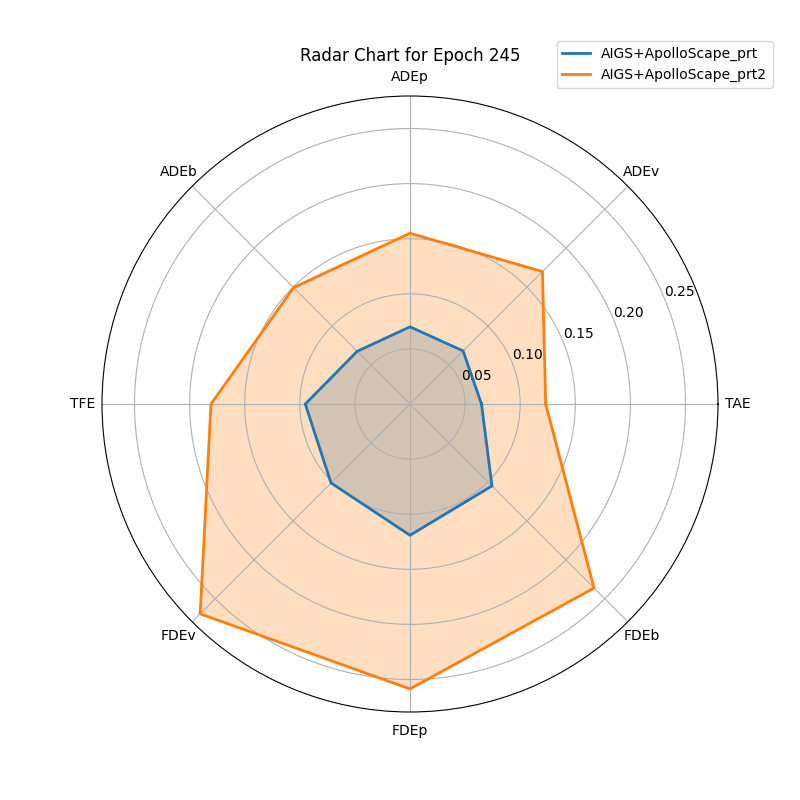 Radar Chart for Epoch 245
AIGS+ApolloScape_prt
AIGS+ApolloScape_prt2
ADEp
ADEb
ADEv
0.25
0.20
0.15
0.10
0.05
TFE
TAE
FDEv
FDEb
FDEp